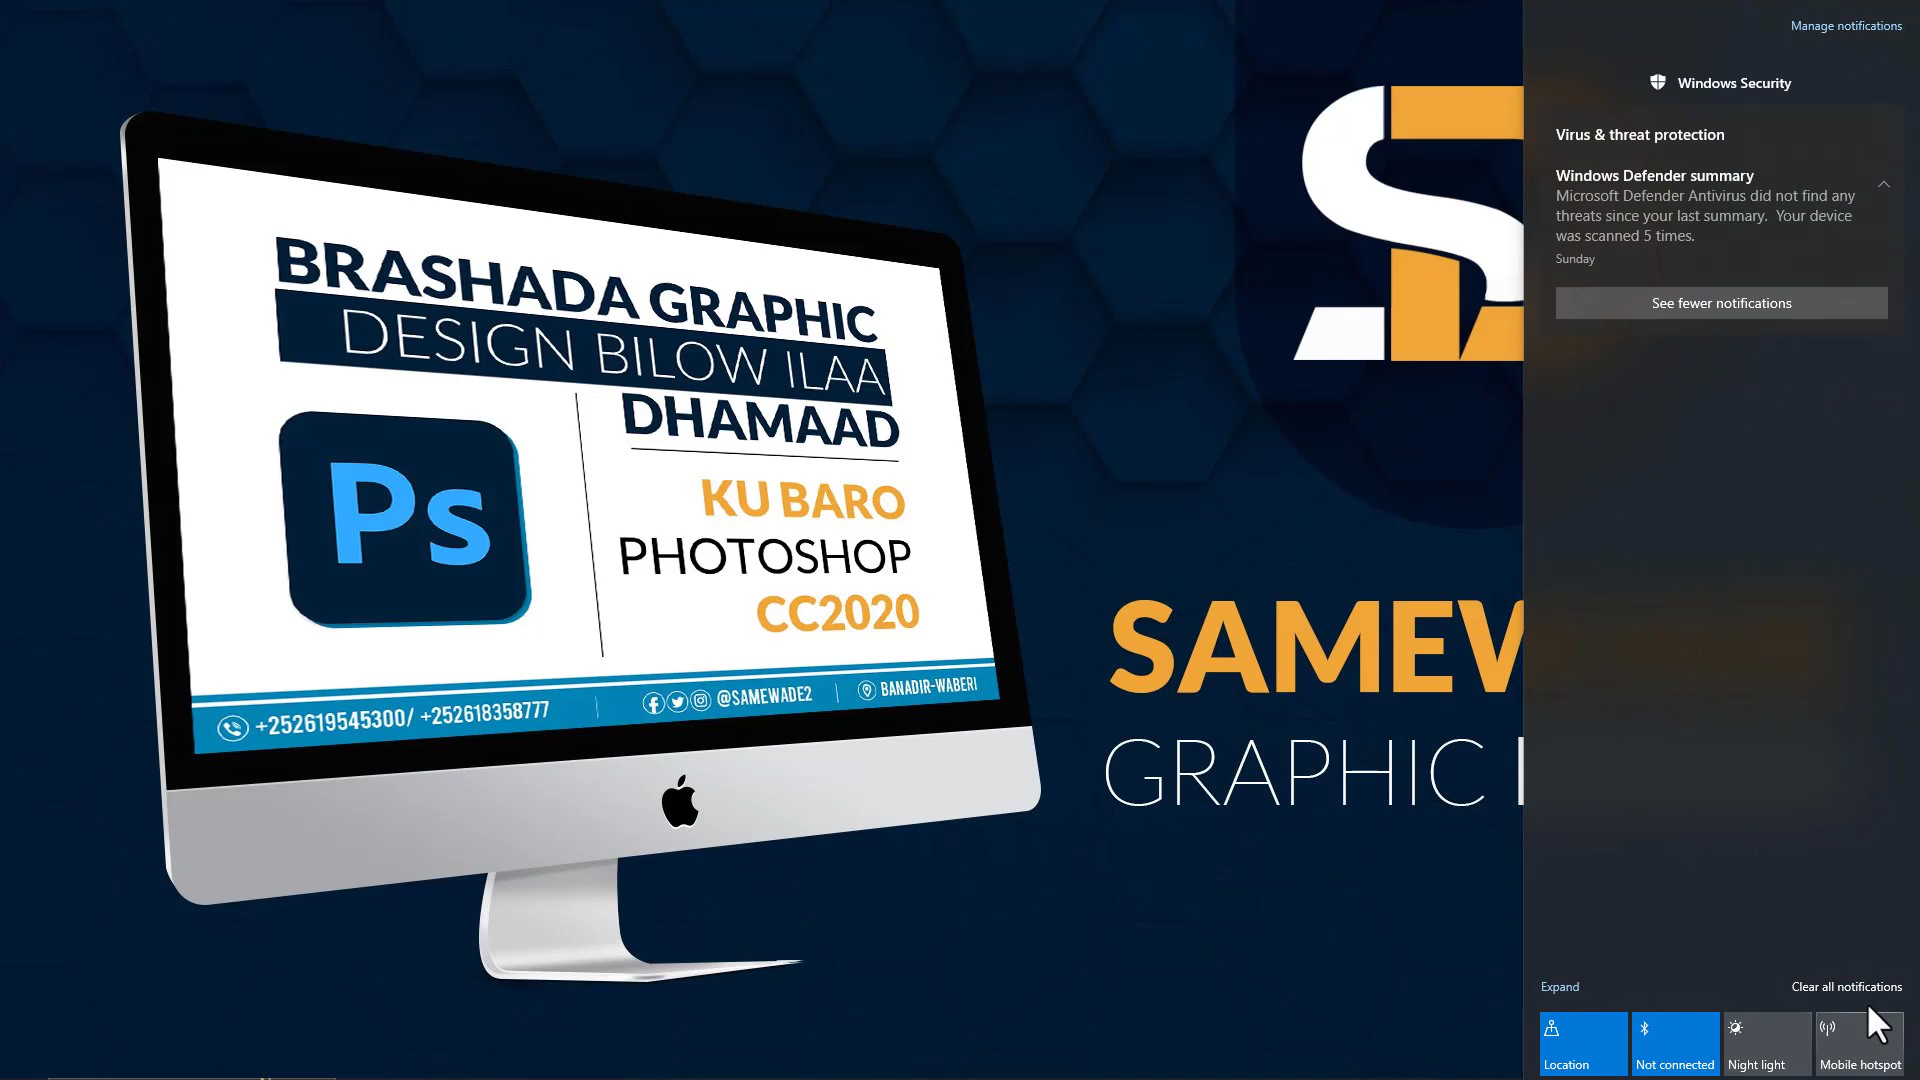 BRASHADA GRAPHIC
DESIGN BILOW ILAA
DHAMAAD
Ps
KU BARO
PHOTOSHOP
CC2020
+252619545300/ +252618358777
@SAMEWADE2
BANADIR-WABERI
S
SAMEW
GRAPHIC
Manage notifications
Windows Security
Virus & threat protection
Windows Defender summary
Microsoft Defender Antivirus did not find any
threats since your last summary. Your device
was scanned 5 times.
Sunday
See fewer notifications
Expand
Clear all notifications
Location
Not connected
Night light
Mobile hotspot